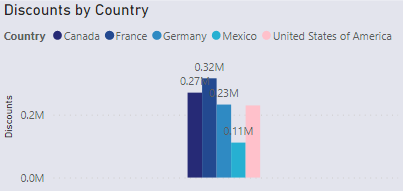 Discounts by Country
Country Canada France Germany Mexico United States of America
0.32M
0.27M
0.23M
0.2M
0.11M
0.0M
Discounts